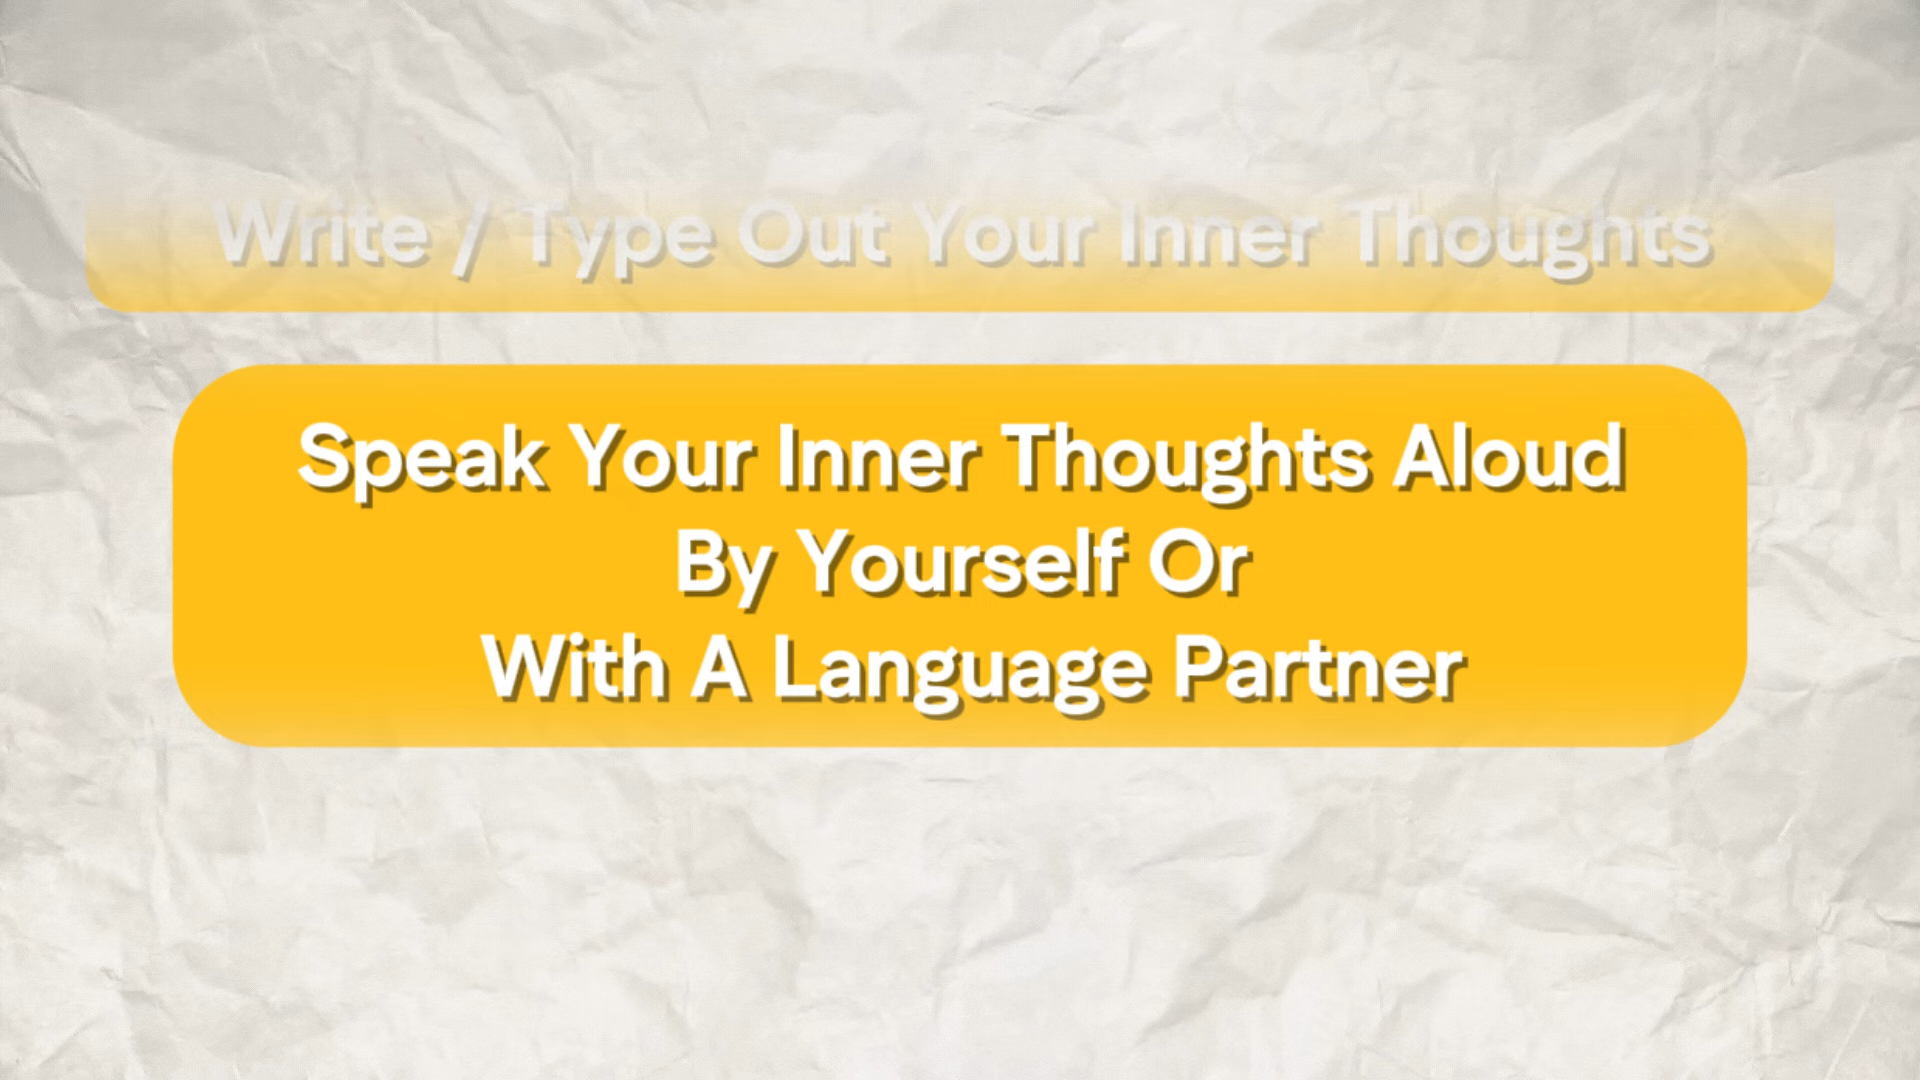 Write / Type Out Your Inner Thoughts
Speak Your Inner Thoughts Aloud
By Yourself Or
With A Language Partner